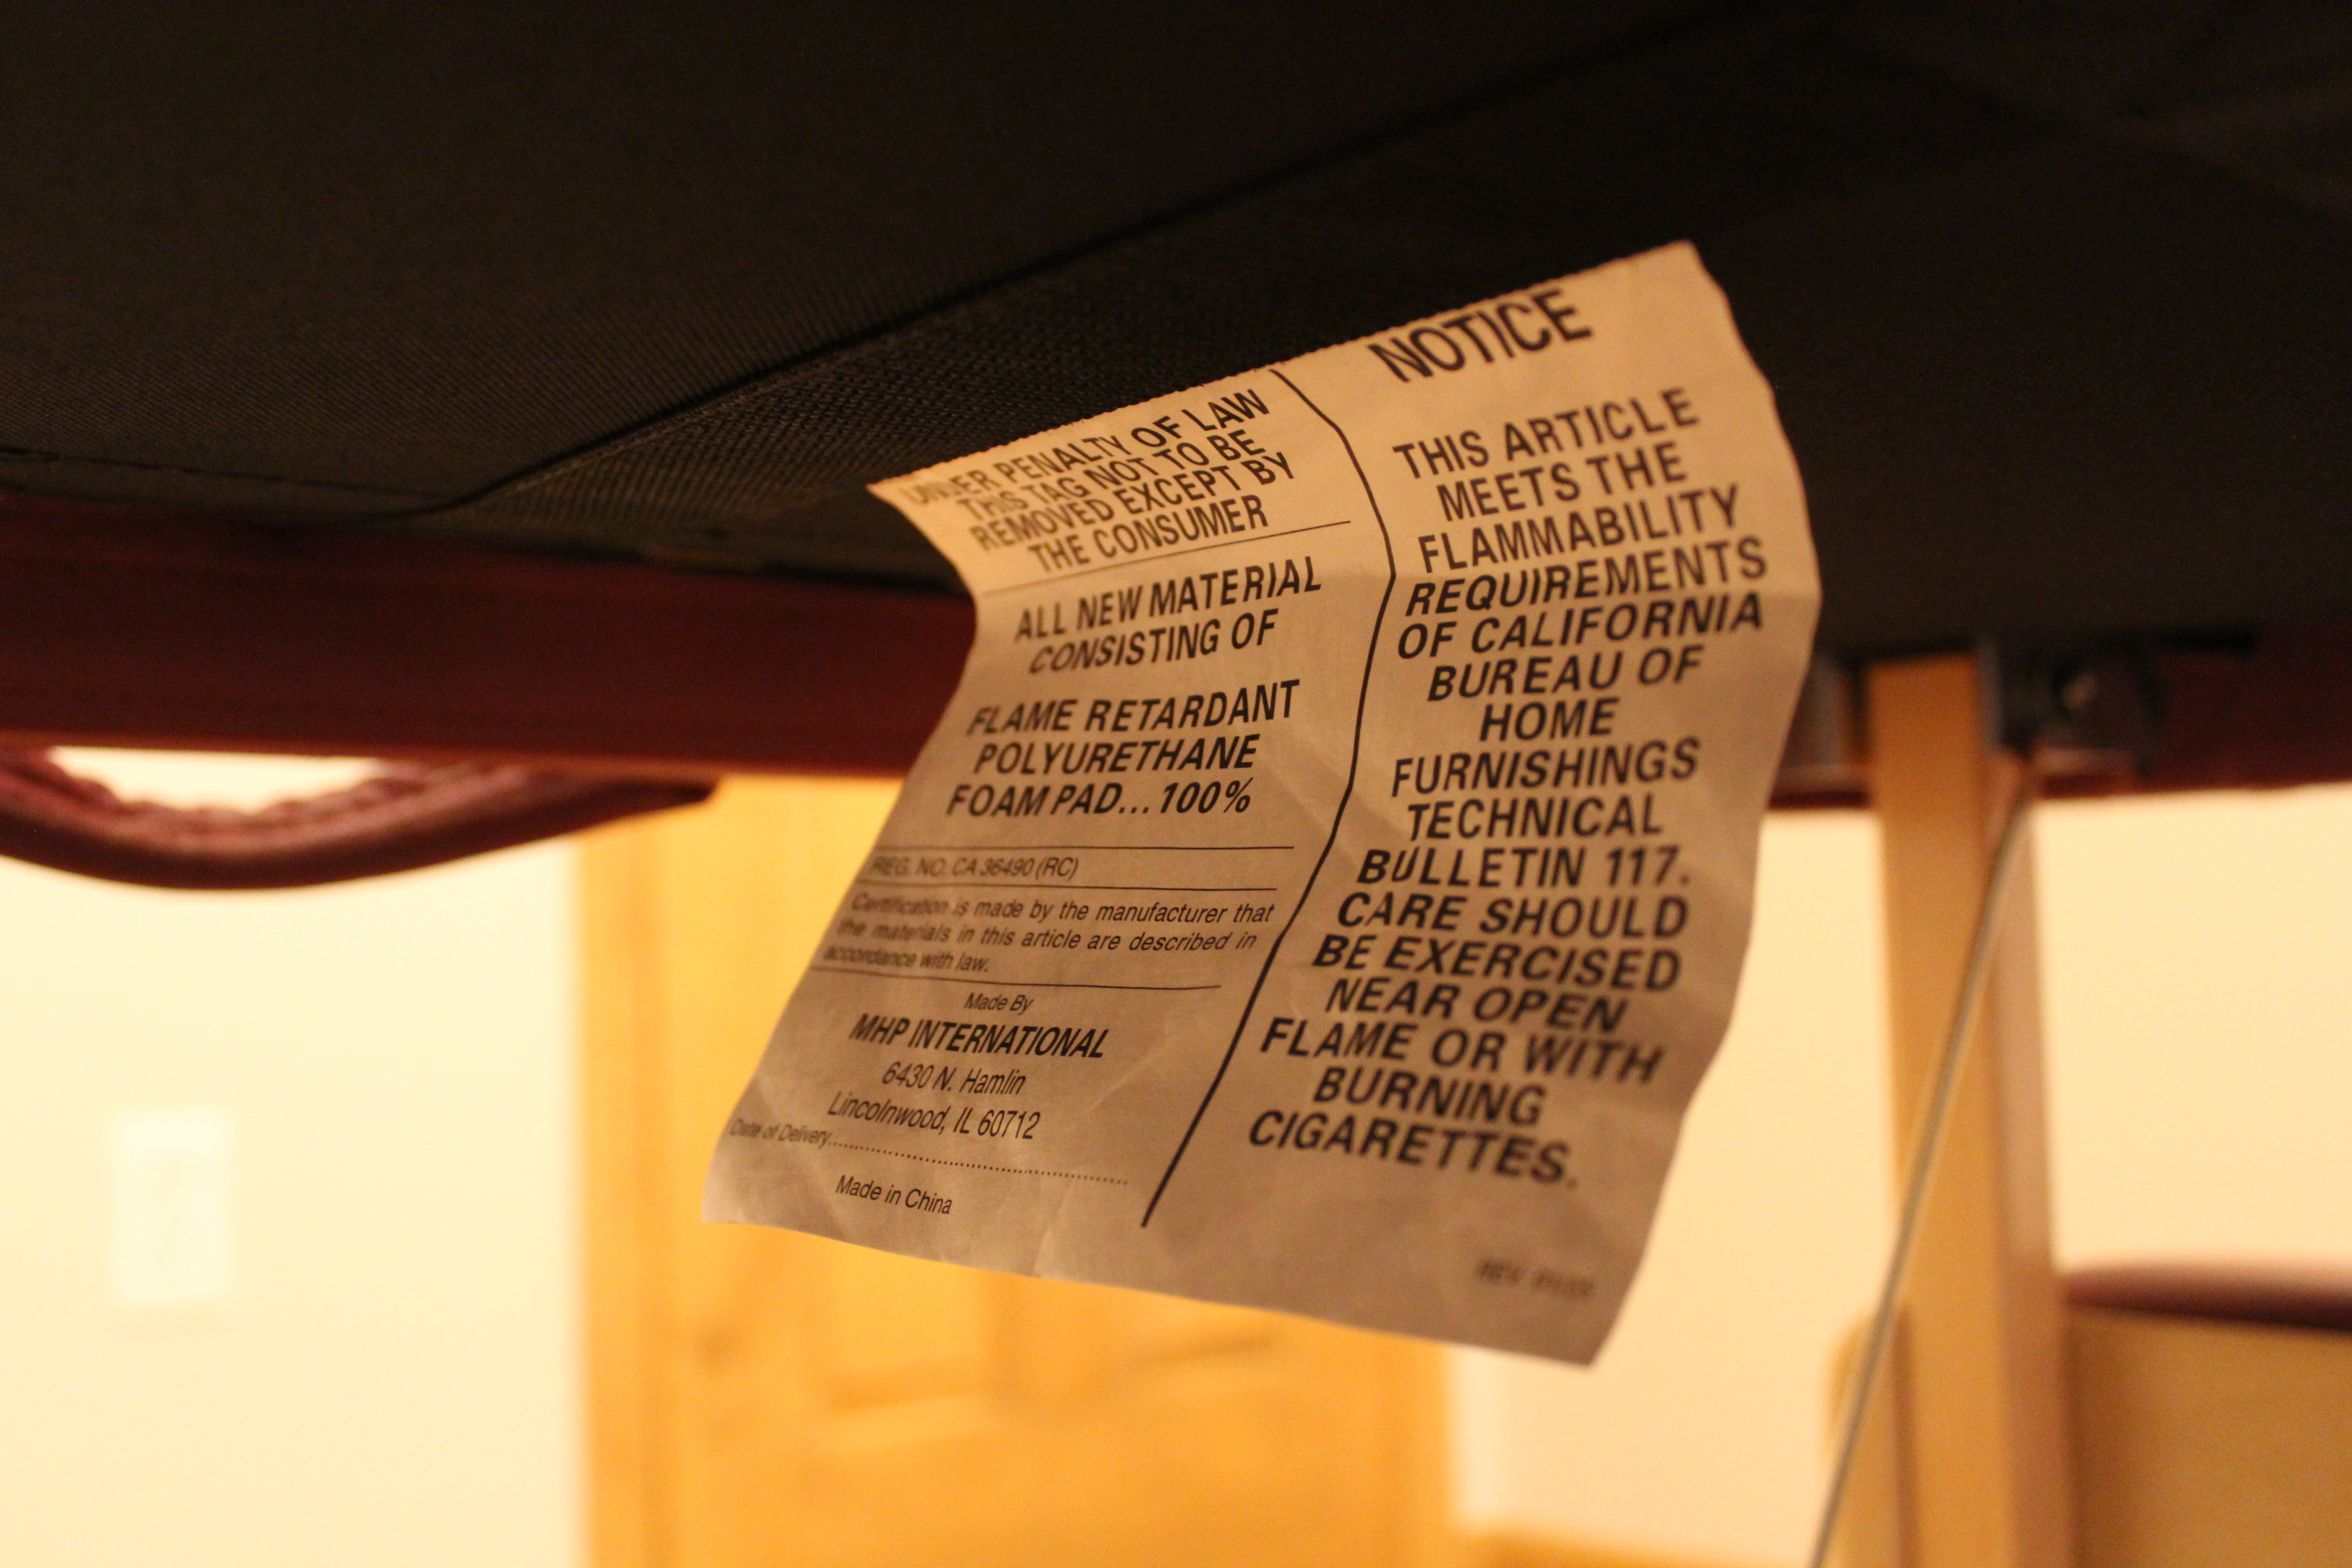 UNDER PENALTY OF LAW
THIS TAG NOT TO BE
REMOVED EXCEPT BY
THE CONSUMER
ALL NEW MATERIAL
CONSISTING OF
FLAME RETARDANT
POLYURETHANE
FOAM PAD...100%
REG. NO. CA 36490 (RC)
Certification is made by the manufacturer that
the materials in this article are described in
accordance with law.
Made By
MHP INTERNATIONAL
6430 N. Hamlin
Lincolnwood, IL 60712
Date of Delivery..........................................................
Made in China
NOTICE
THIS ARTICLE
MEETS THE
FLAMMABILITY
REQUIREMENTS
OF CALIFORNIA
BUREAU OF
HOME
FURNISHINGS
TECHNICAL
BULLETIN 117.
CARE SHOULD
BE EXERCISED
NEAR OPEN
FLAME OR WITH
BURNING
CIGARETTES.
REV.